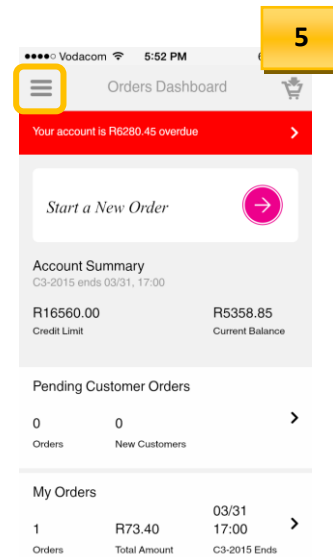 5
Vodacom 5:52 PM
Orders Dashboard
Your account is R6280.45 overdue
Start a New Order
Account Summary
C3-2015 ends 03/31, 17:00
R16560.00 R5358.85
Credit Limit Current Balance
Pending Customer Orders
0 0
Orders New Customers
My Orders
03/31
1 R73.40 17:00
Orders Total Amount C3-2015 Ends